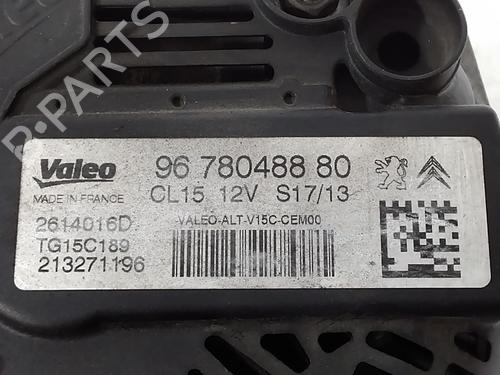 R-PARTS
Valeo
MADE IN FRANCE
96 780488 80
CL15 12V S17/13
2614016D
TG15C189
213271196
VALEO-ALT-V15C-CEM00